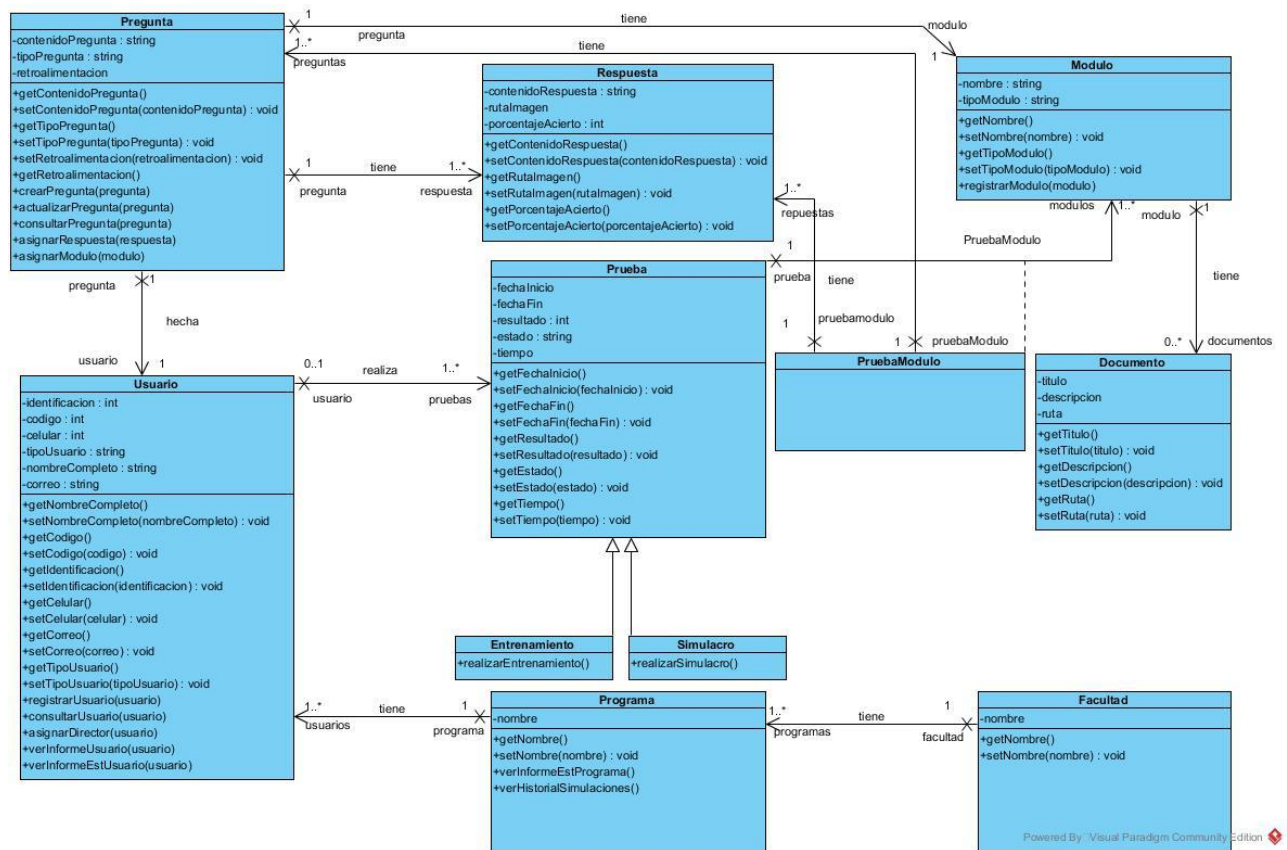 Pregunta
-contenidoPregunta : string
-tipoPregunta : string
-retroalimentacion
+getContenidoPregunta()
+setContenidoPregunta(contenidoPregunta) : void
+getTipoPregunta()
+setTipoPregunta(tipoPregunta) : void
+setRetroalimentacion(retroalimentacion) : void
+getRetroalimentacion()
+crearPregunta(pregunta)
+actualizarPregunta(pregunta)
+consultarPregunta(pregunta)
+asignarRespuesta(respuesta)
+asignarModulo(modulo)
1
pregunta
tiene
modulo
1
1..*
preguntas
tiene
Respuesta
-contenidoRespuesta : string
-rutaImagen
-porcentajeAcierto : int
+getContenidoRespuesta()
+setContenidoRespuesta(contenidoRespuesta) : void
+getRutaImagen()
+setRutaImagen(rutaImagen) : void
+getPorcentajeAcierto()
+setPorcentajeAcierto(porcentajeAcierto) : void
Modulo
-nombre : string
-tipoModulo : string
+getNombre()
+setNombre(nombre) : void
+getTipoModulo()
+setTipoModulo(tipoModulo) : void
+registrarModulo(modulo)
1
pregunta
tiene
1..*
respuesta
1..*
repuestas
modulos
1..*
modulo
1
PruebaModulo
1
prueba
tiene
tiene
pregunta
1
hecha
usuario
1
Prueba
-fechaInicio
-fechaFin
-resultado : int
-estado : string
-tiempo
+getFechaInicio()
+setFechaInicio(fechaInicio) : void
+getFechaFin()
+setFechaFin(fechaFin) : void
+getResultado()
+setResultado(resultado) : void
+getEstado()
+setEstado(estado) : void
+getTiempo()
+setTiempo(tiempo) : void
1
pruebamodulo
1
pruebaModulo
0..*
documentos
PruebaModulo
Documento
-titulo
-descripcion
-ruta
+getTitulo()
+setTitulo(titulo) : void
+getDescripcion()
+setDescripcion(descripcion) : void
+getRuta()
+setRuta(ruta) : void
Usuario
-identificacion : int
-codigo : int
-celular : int
-tipoUsuario : string
-nombreCompleto : string
-correo : string
+getNombreCompleto()
+setNombreCompleto(nombreCompleto) : void
+getCodigo()
+setCodigo(codigo) : void
+getIdentificacion()
+setIdentificacion(identificacion) : void
+getCelular()
+setCelular(celular) : void
+getCorreo()
+setCorreo(correo) : void
+getTipoUsuario()
+setTipoUsuario(tipoUsuario) : void
+registrarUsuario(usuario)
+consultarUsuario(usuario)
+asignarDirector(usuario)
+verInformeUsuario(usuario)
+verInformeEstUsuario(usuario)
0..1
usuario
realiza
1..*
pruebas
Entrenamiento
+realizarEntrenamiento()
Simulacro
+realizarSimulacro()
1..*
usuarios
tiene
1
programa
Programa
-nombre
+getNombre()
+setNombre(nombre) : void
+verInformeEstPrograma()
+verHistorialSimulaciones()
1..*
programas
tiene
1
facultad
Facultad
-nombre
+getNombre()
+setNombre(nombre) : void
Powered By Visual Paradigm Community Edition